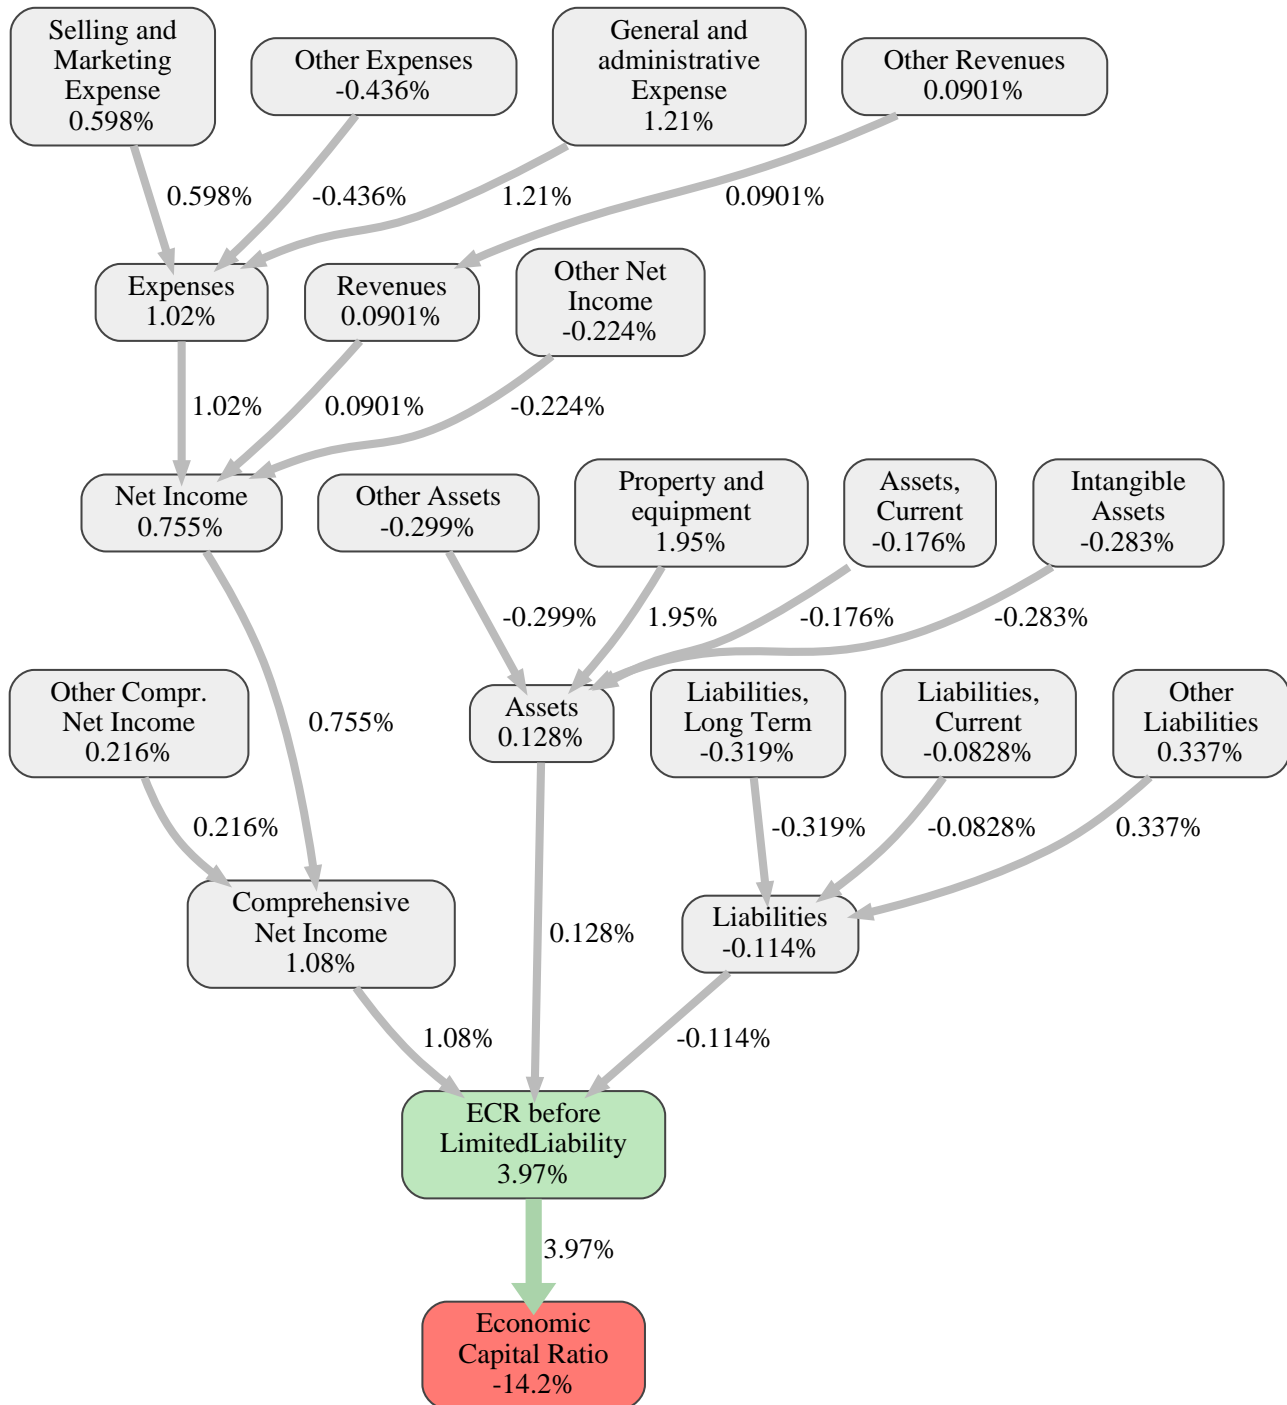 Selling and
Marketing
Expense
0.598%
Other Expenses
-0.436%
General and
administrative
Expense
1.21%
Other Revenues
0.0901%
0.598%
-0.436%
1.21%
0.0901%
Expenses
1.02%
Revenues
0.0901%
Other Net
Income
-0.224%
1.02%
0.0901%
-0.224%
Net Income
0.755%
Other Assets
-0.299%
Property and
equipment
1.95%
Assets,
Current
-0.176%
Intangible
Assets
-0.283%
-0.299%
1.95%
-0.176%
-0.283%
Other Compr.
Net Income
0.216%
0.755%
Assets
0.128%
Liabilities,
Long Term
-0.319%
Liabilities,
Current
-0.0828%
Other
Liabilities
0.337%
0.216%
-0.319%
-0.0828%
0.337%
Comprehensive
Net Income
1.08%
0.128%
Liabilities
-0.114%
1.08%
-0.114%
ECR before
LimitedLiability
3.97%
3.97%
Economic
Capital Ratio
-14.2%